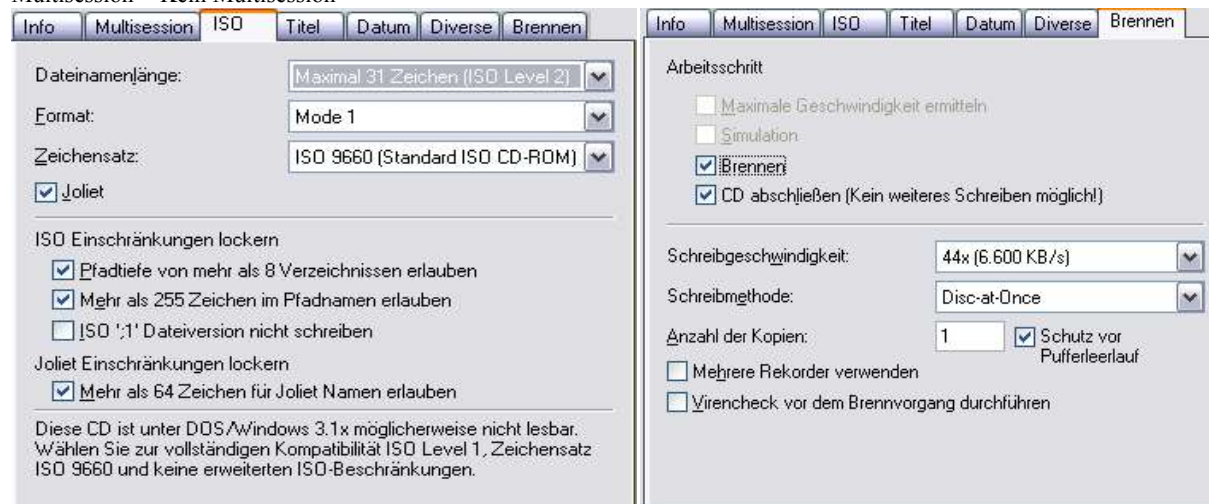 Multisession – Kein Multisession
Info Multisession ISO Titel Datum Diverse Brennen
Dateinamenlänge: Maximal 31 Zeichen (ISO Level 2)
Format: Mode 1
Zeichensatz: ISO 9660 (Standard ISO CD-ROM)
Joliet
ISO Einschränkungen lockern
Pfadtiefe von mehr als 8 Verzeichnissen erlauben
Mehr als 255 Zeichen im Pfadnamen erlauben
ISO ';1' Dateiversion nicht schreiben
Joliet Einschränkungen lockern
Mehr als 64 Zeichen für Joliet Namen erlauben
Diese CD ist unter DOS/Windows 3.1x möglicherweise nicht lesbar.
Wählen Sie zur vollständigen Kompatibilität ISO Level 1, Zeichensatz
ISO 9660 und keine erweiterten ISO-Beschränkungen.
Info Multisession ISO Titel Datum Diverse Brennen
Arbeitsschritt
Maximale Geschwindigkeit ermitteln
Simulation
Brennen
CD abschließen (Kein weiteres Schreiben möglich!)
Schreibgeschwindigkeit: 44x (6.600 KB/s)
Schreibmethode: Disc-at-Once
Anzahl der Kopien: 1 Schutz vor
Pufferleerlauf
Mehrere Rekorder verwenden
Virencheck vor dem Brennvorgang durchführen